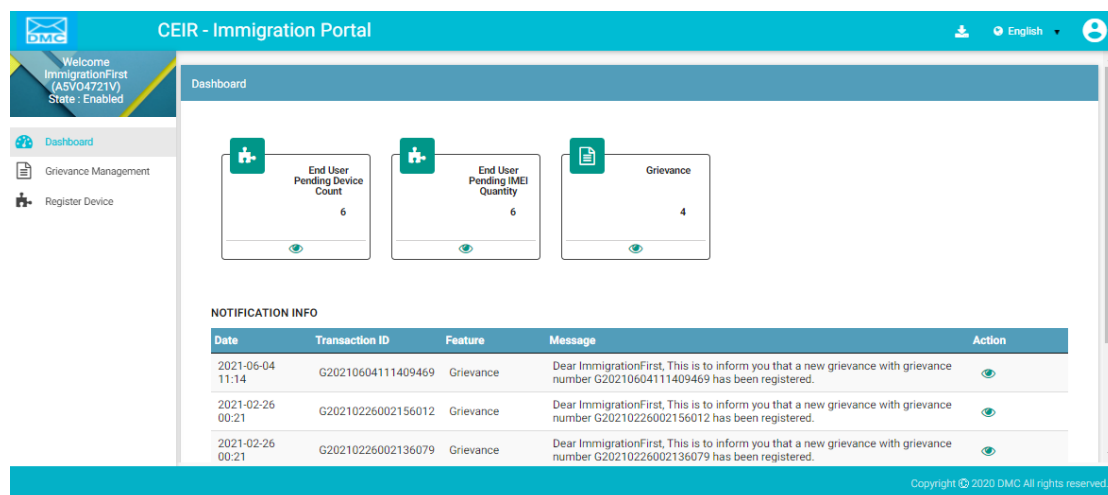 DMC
CEIR - Immigration Portal
English
Welcome
ImmigrationFirst
(A5VO4721V)
State : Enabled
Dashboard
Grievance Management
Register Device
Dashboard
End User
Pending Device
Count
6
End User
Pending IMEI
Quantity
6
Grievance
4
NOTIFICATION INFO
Date Transaction ID Feature Message Action
2021-06-04
11:14
G20210604111409469 Grievance
Dear ImmigrationFirst, This is to inform you that a new grievance with grievance
number G20210604111409469 has been registered.
2021-02-26
00:21
G20210226002156012 Grievance
Dear ImmigrationFirst, This is to inform you that a new grievance with grievance
number G20210226002156012 has been registered.
2021-02-26
00:21
G20210226002136079 Grievance
Dear ImmigrationFirst, This is to inform you that a new grievance with grievance
number G20210226002136079 has been registered.
Copyright © 2020 DMC All rights reserved.